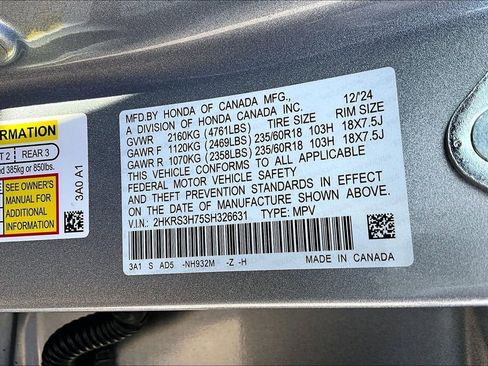 MFD.BY HONDA OF CANADA MFG., 12/24
A DIVISION OF HONDA CANADA INC. TIRE SIZE RIM SIZE
GVWR 2160KG (4761LBS)
GAWR F 1120KG (2469LBS) 235/60R18 103H 18X7.5J
GAWR R 1070KG (2358LBS) 235/60R18 103H 18X7.5J
THIS VEHICLE CONFORMS TO ALL APPLICABLE
FEDERAL MOTOR VEHICLE SAFETY
AND THEFT PREVENTION STANDARDS IN EFFECT
ON THE DATE OF MANUFACTURE SHOWN ABOVE.
V.I.N.: 2HKRS3H75SH326631 TYPE: MPV
3A1 S AD5 -NH932M -Z -H
MADE IN CANADA
FORMATION
T 2 REAR 3
ed 385kg or 850lbs.
SEE OWNER'S
MANUAL FOR
ADDITIONAL
INFORMATION
3A0 A1